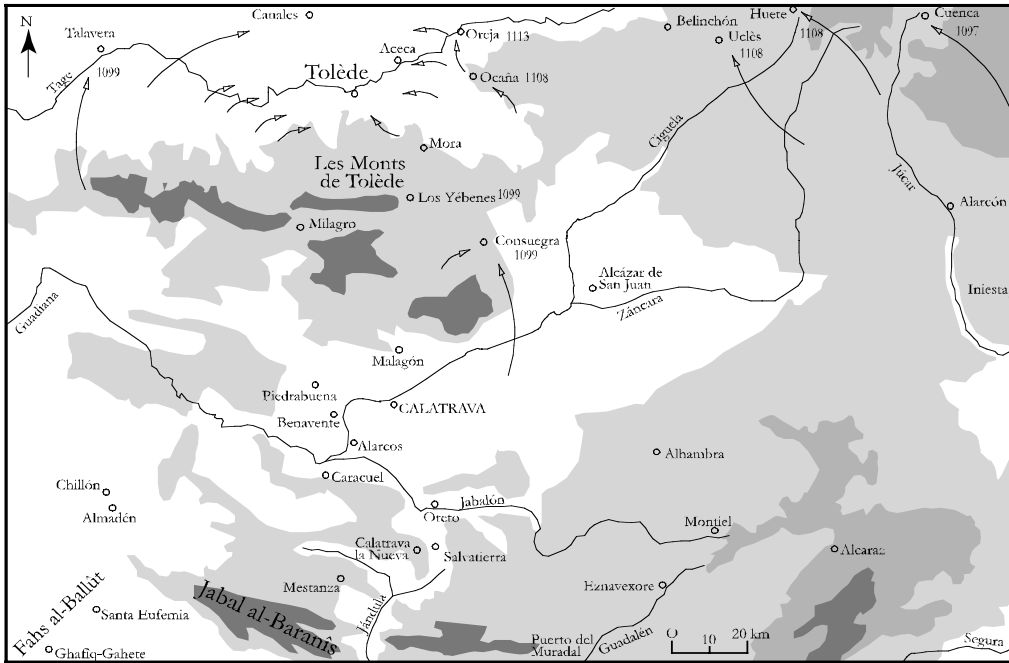 N
Canales
Huete
Cuenca
1097
Talavera
Belinchón
Oreja 1113
Uclès
1108
1108
Aceca
Tage
1099
Tolède
Ocaña 1108
Mora
Ciguela
Les Monts
de Tolède
Júcar
Los Yébenes 1099
Alarcón
Milagro
Consuegra
1099
Alcázar de
San Juan
Záncara
Iniesta
Guadiana
Malagón
Piedrabuena
CALATRAVA
Benavente
Alarcos
Alhambra
Caracuel
Chillón
Almadén
Jabalón
Oreto
Montiel
Calatrava
la Nueva
Salvatierra
Alcaraz
Mestanza
Eznavexore
Fahs al-Ballût
Santa Eufemia
Jabal al-Baranîs
Jándula
Puerto del
Muradal
Guadalén
O 10 20 km
Segura
Ghafiq-Gahete